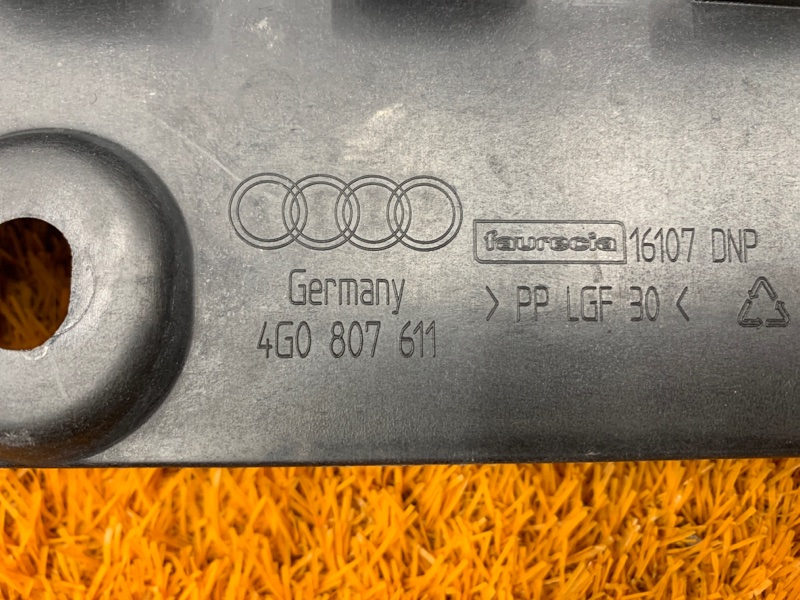 faurecia 16107 DNP
Germany
> PP LGF 30 <
4G0 807 611